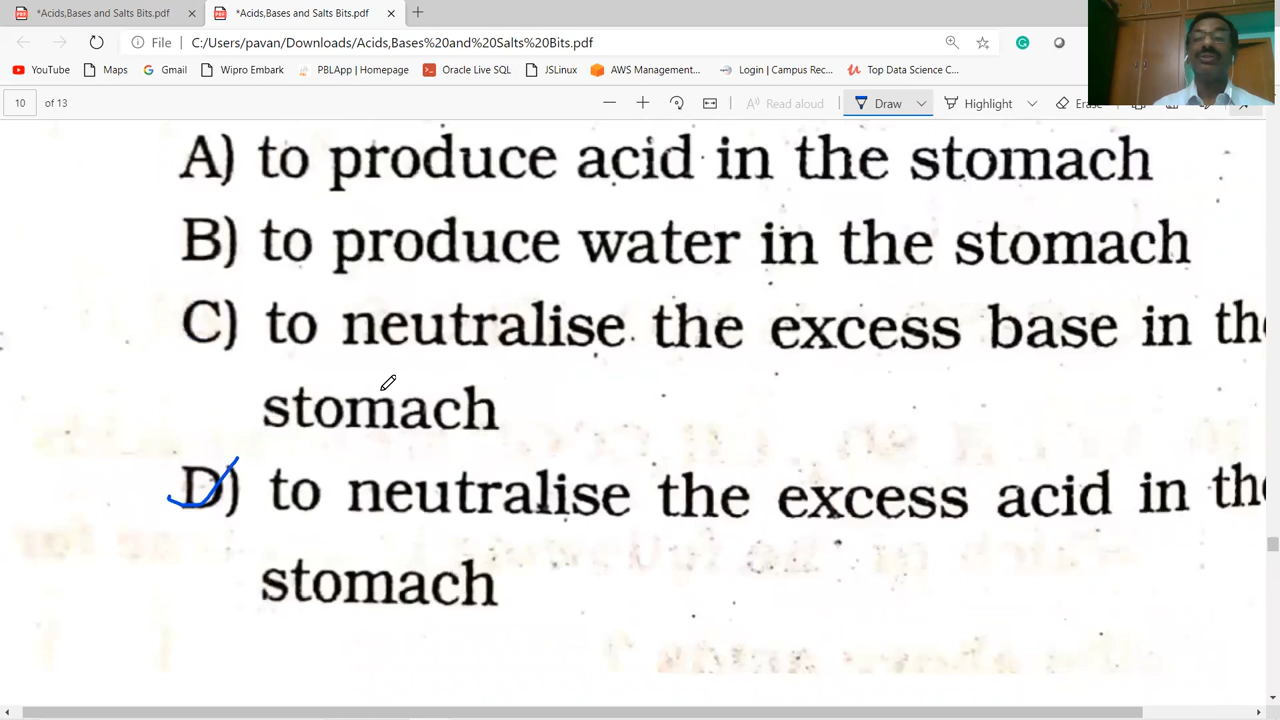 *Acids,Bases and Salts Bits.pdf
*Acids,Bases and Salts Bits.pdf
File C:/Users/pavan/Downloads/Acids,Bases%20and%20Salts%20Bits.pdf
YouTube Maps Gmail Wipro Embark PBLApp | Homepage Oracle Live SQL JSLinux AWS Management... Login | Campus Rec... Top Data Science C...
10 of 13 Read aloud Draw Highlight
A) to produce acid in the stomach
B) to produce water in the stomach
C) to neutralise the excess base in
stomach
D) to neutralise the excess acid in
stomach